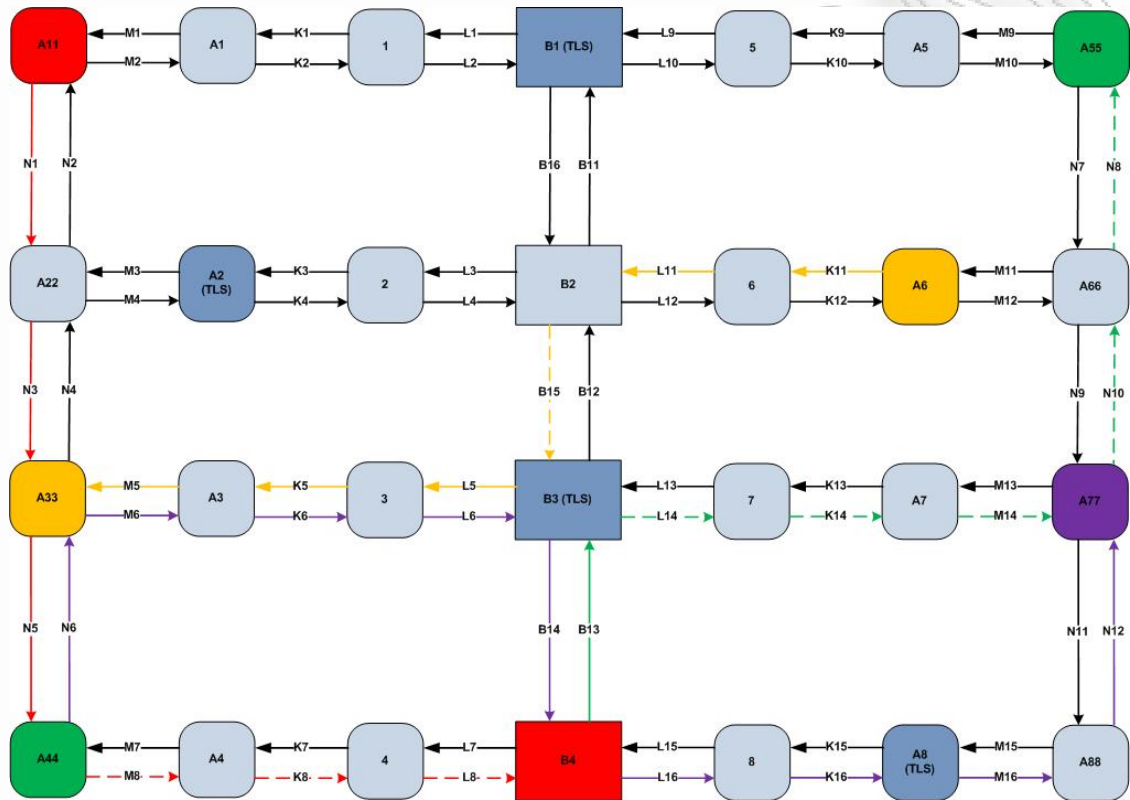 A11 M1 A1 K1 1 L1 B1 (TLS) L9 5 K9 A5 M9 A55
M2 K2 L2 L10 K10 M10
N1 N2 B16 B11 N7 N8
A22 M3 A2 K3 2 L3 B2 L11 6 K11 A6 M11 A66
(TLS)
M4 K4 L4 L12 K12 M12
N3 N4 B15 B12 N9 N10
A33 M5 A3 K5 3 L5 B3 (TLS) L13 7 K13 A7 M13 A77
M6 K6 L6 L14 K14 M14
N5 N6 B14 B13 N11 N12
A44 M7 A4 K7 4 L7 B4 L15 8 K15 A8 M15 A88
(TLS)
M8 K8 L8 L16 K16 M16